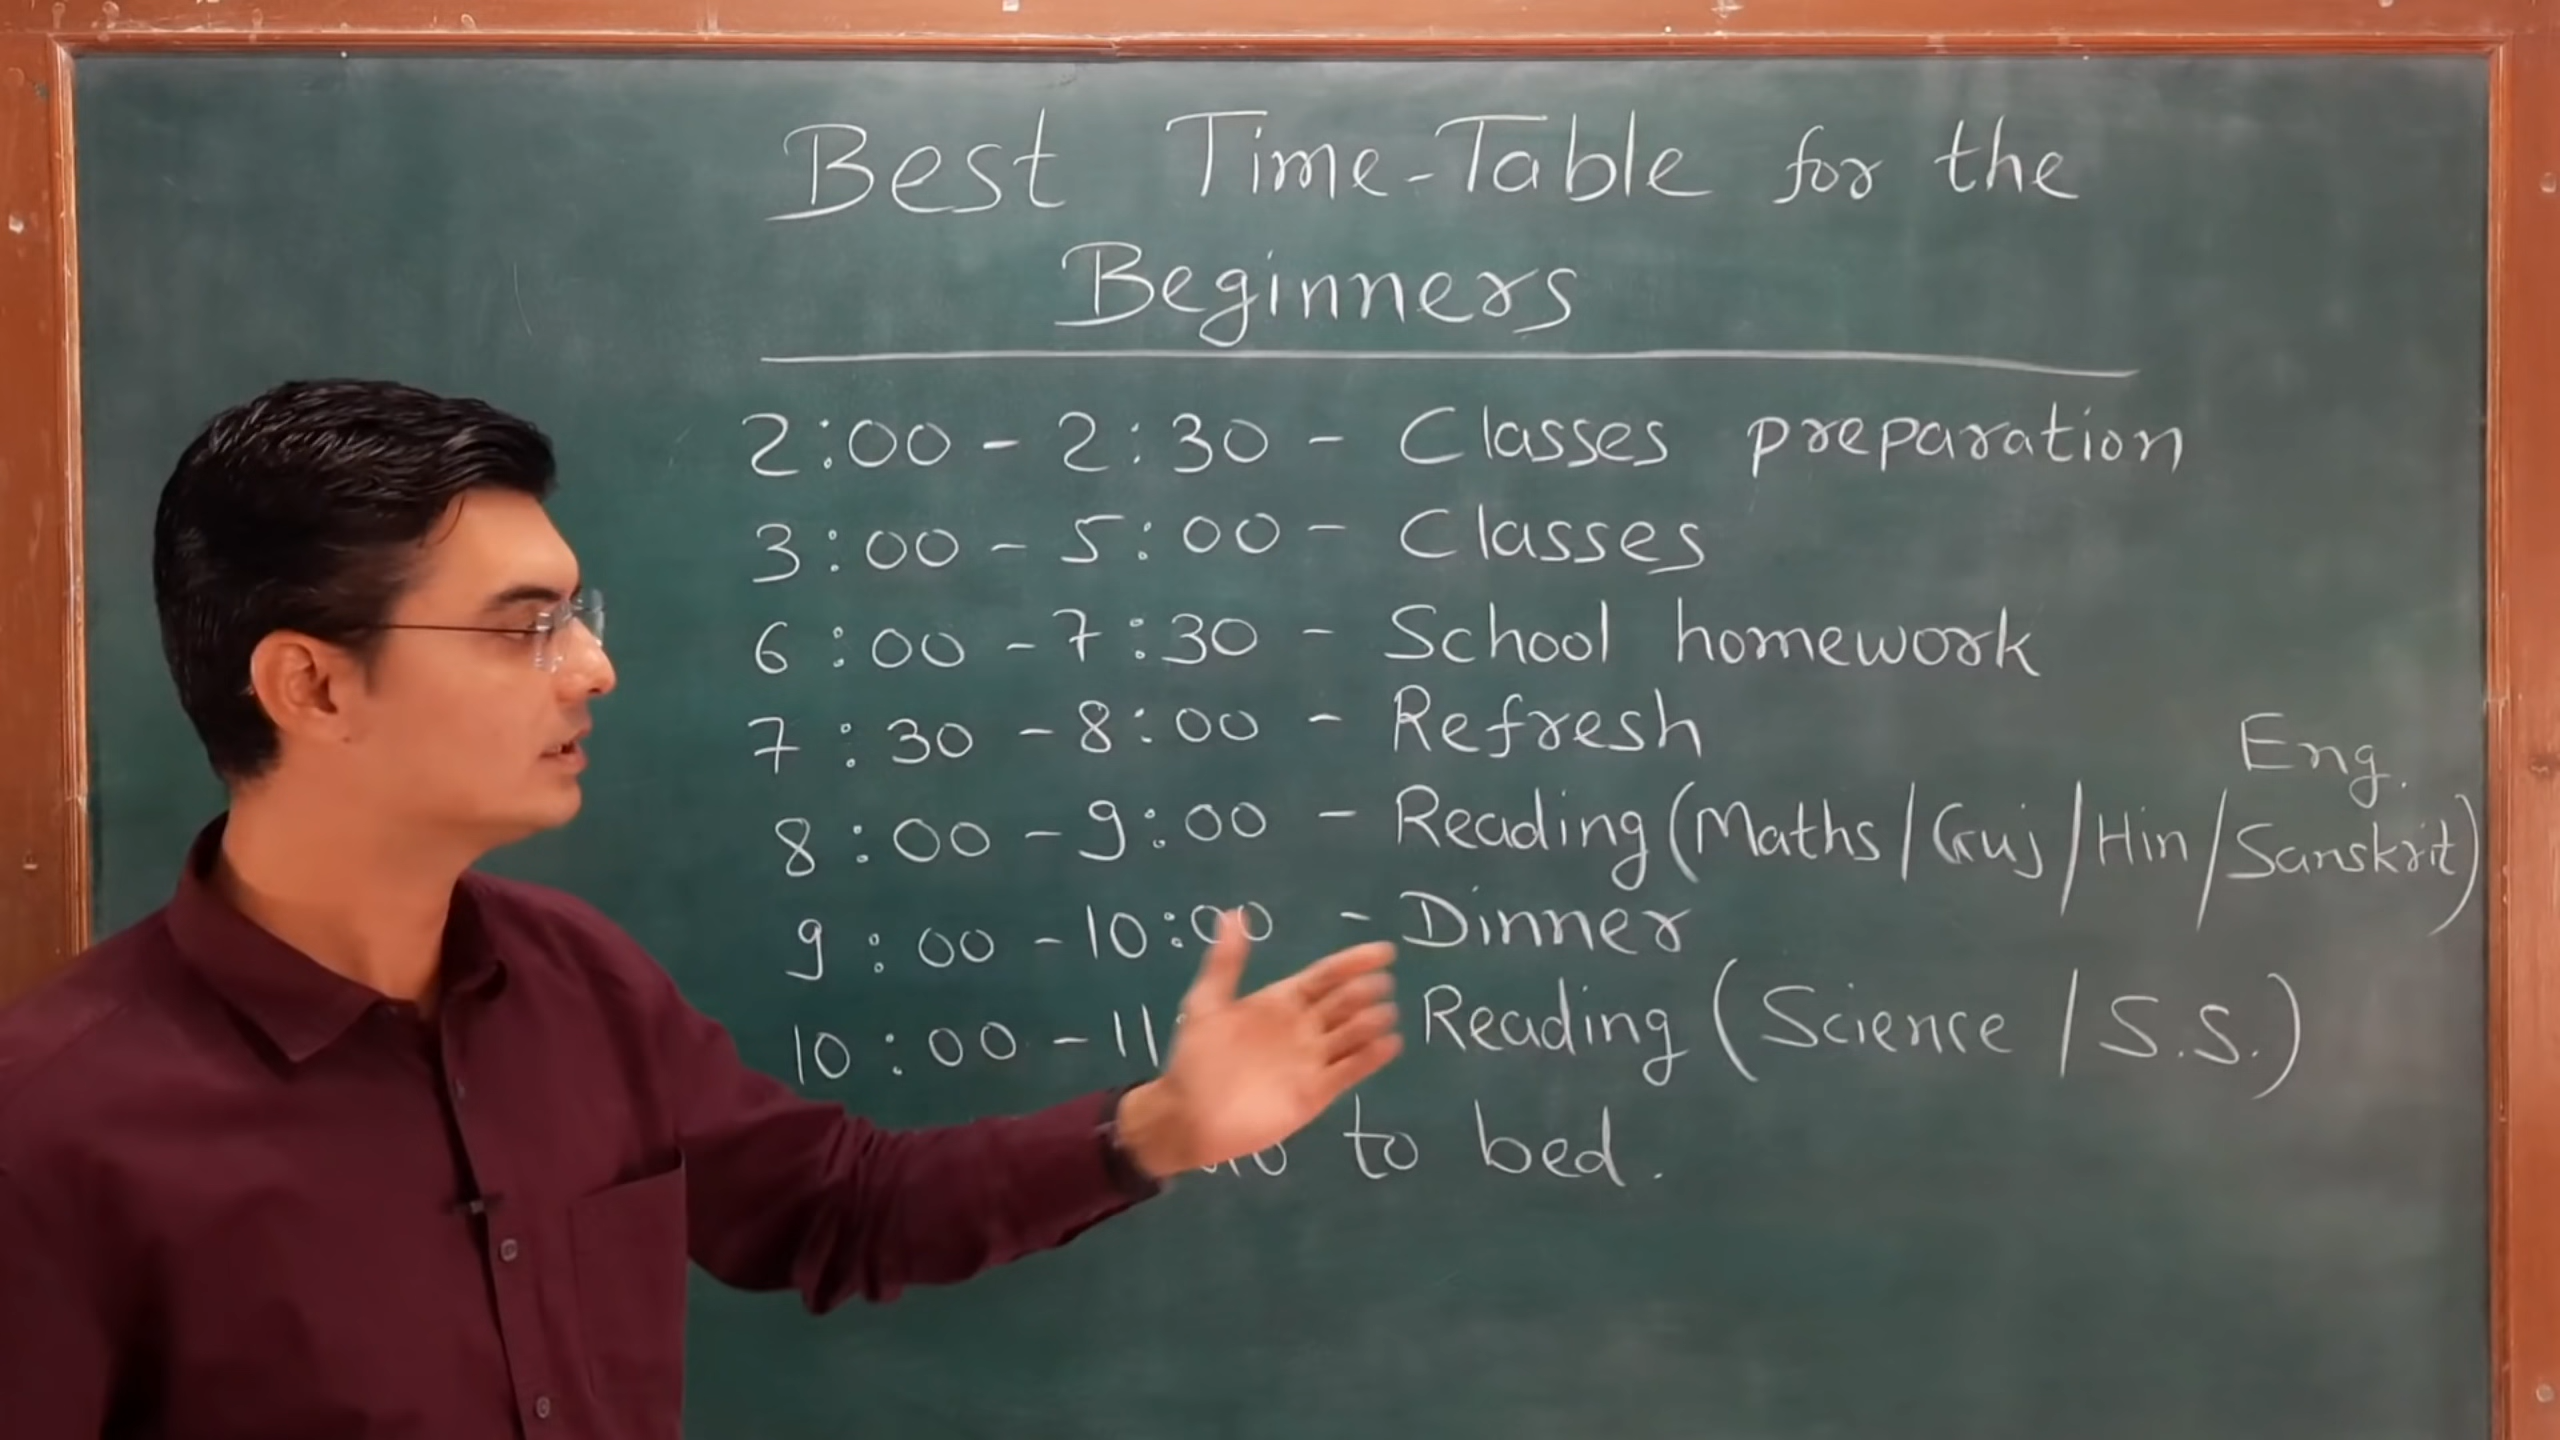 Best Time-Table for the
Beginners
2:00 - 2:30 - Classes preparation
3:00 - 5:00 - Classes
6:00 - 7:30 - School homework
7:30 - 8:00 - Refresh
Eng.
8:00 - 9:00 - Reading (Maths/Guj/Hin/Sanskrit)
9:00 - 10:00 - Dinner
10:00 - 11: Reading (Science/S.S.)
to bed.